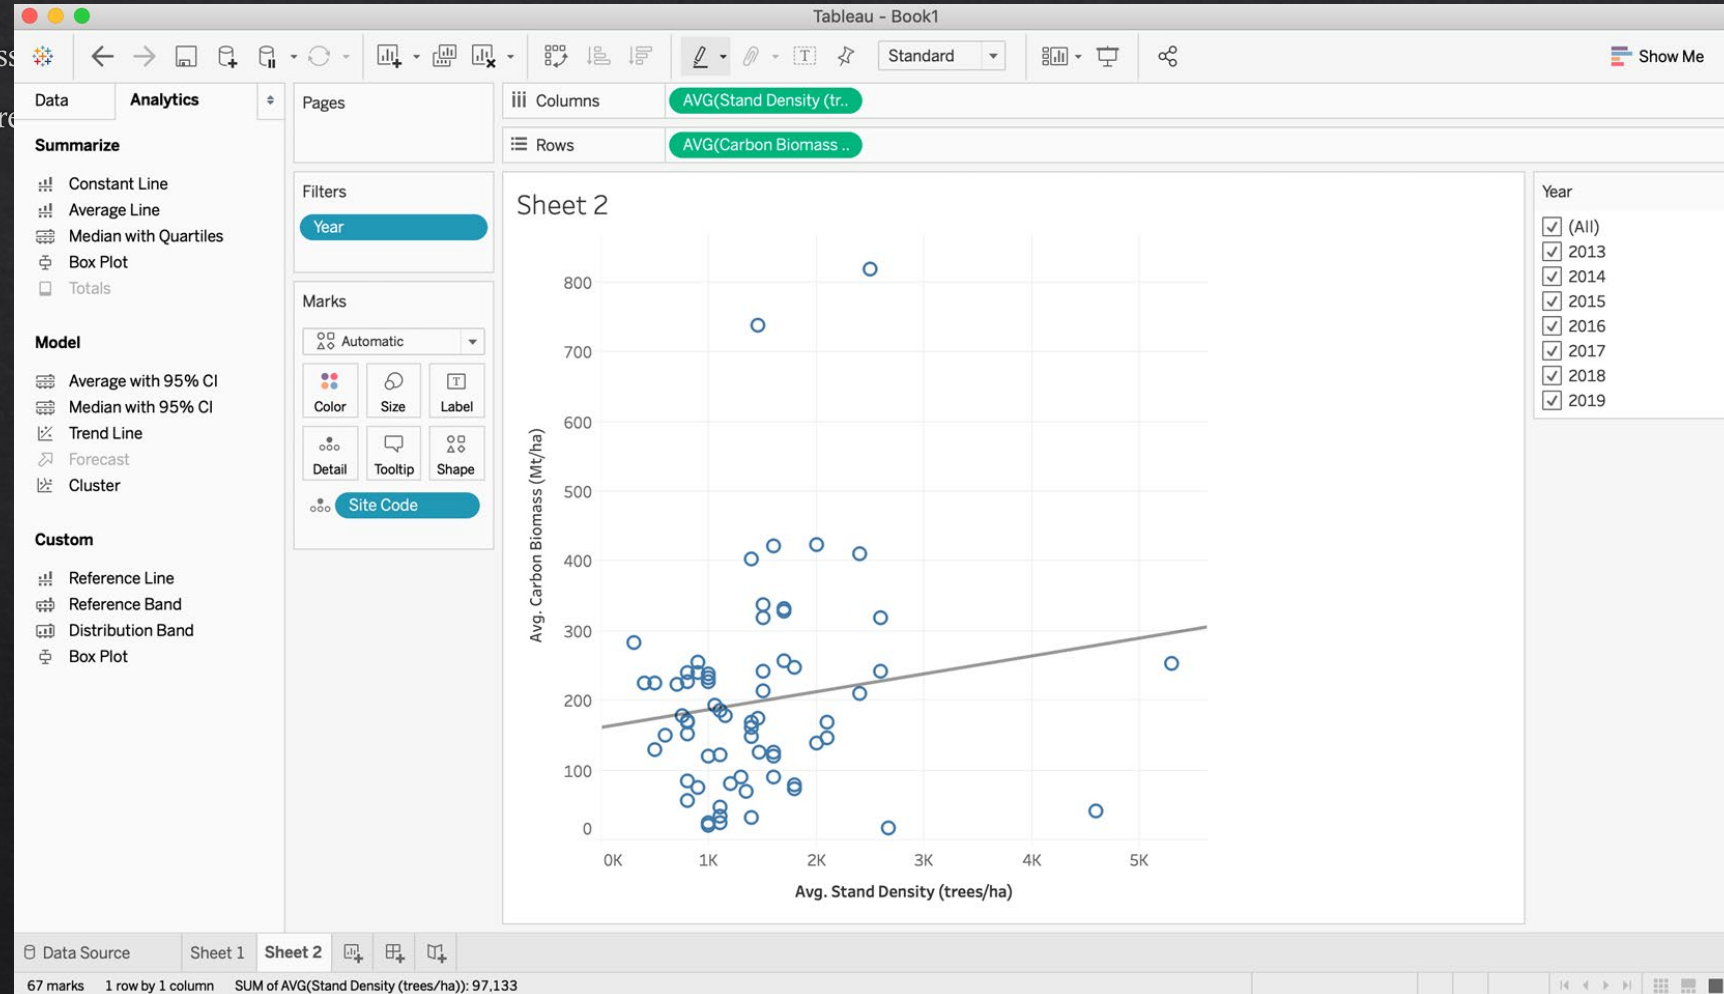 Tableau - Book1
Standard
Show Me
Data
Analytics
Pages
Columns
AVG(Stand Density (tr..
Rows
AVG(Carbon Biomass ..
Summarize
Constant Line
Average Line
Median with Quartiles
Box Plot
Totals
Model
Average with 95% CI
Median with 95% CI
Trend Line
Forecast
Cluster
Custom
Reference Line
Reference Band
Distribution Band
Box Plot
Filters
Year
Marks
Automatic
Color
Size
Label
Detail
Tooltip
Shape
Site Code
Sheet 2
Avg. Carbon Biomass (Mt/ha)
800
700
600
500
400
300
200
100
0
0K
1K
2K
3K
4K
5K
Avg. Stand Density (trees/ha)
Year
(All)
2013
2014
2015
2016
2017
2018
2019
Data Source
Sheet 1
Sheet 2
67 marks
1 row by 1 column
SUM of AVG(Stand Density (trees/ha)): 97,133